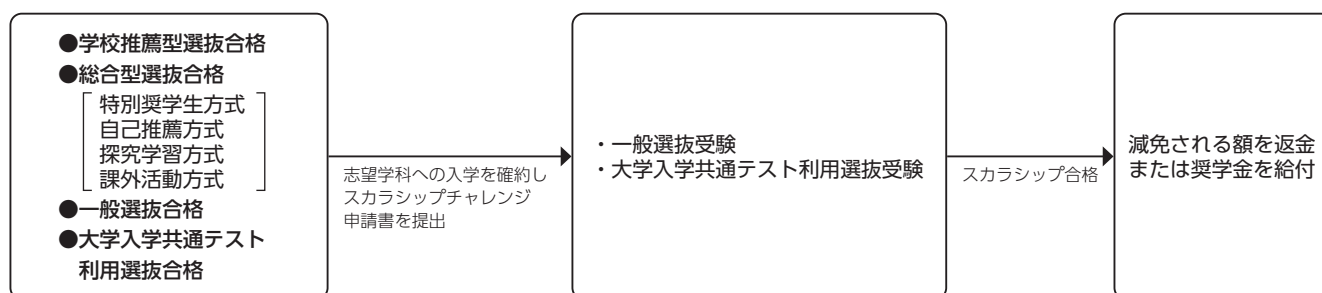 ●学校推薦型選抜合格
●総合型選抜合格
特別奨学生方式
自己推薦方式
探究学習方式
課外活動方式
●一般選抜合格
●大学入学共通テスト
利用選抜合格
志望学科への入学を確約し
スカラシップチャレンジ
申請書を提出
・一般選抜受験
・大学入学共通テスト利用選抜受験
スカラシップ合格
減免される額を返金
または奨学金を給付